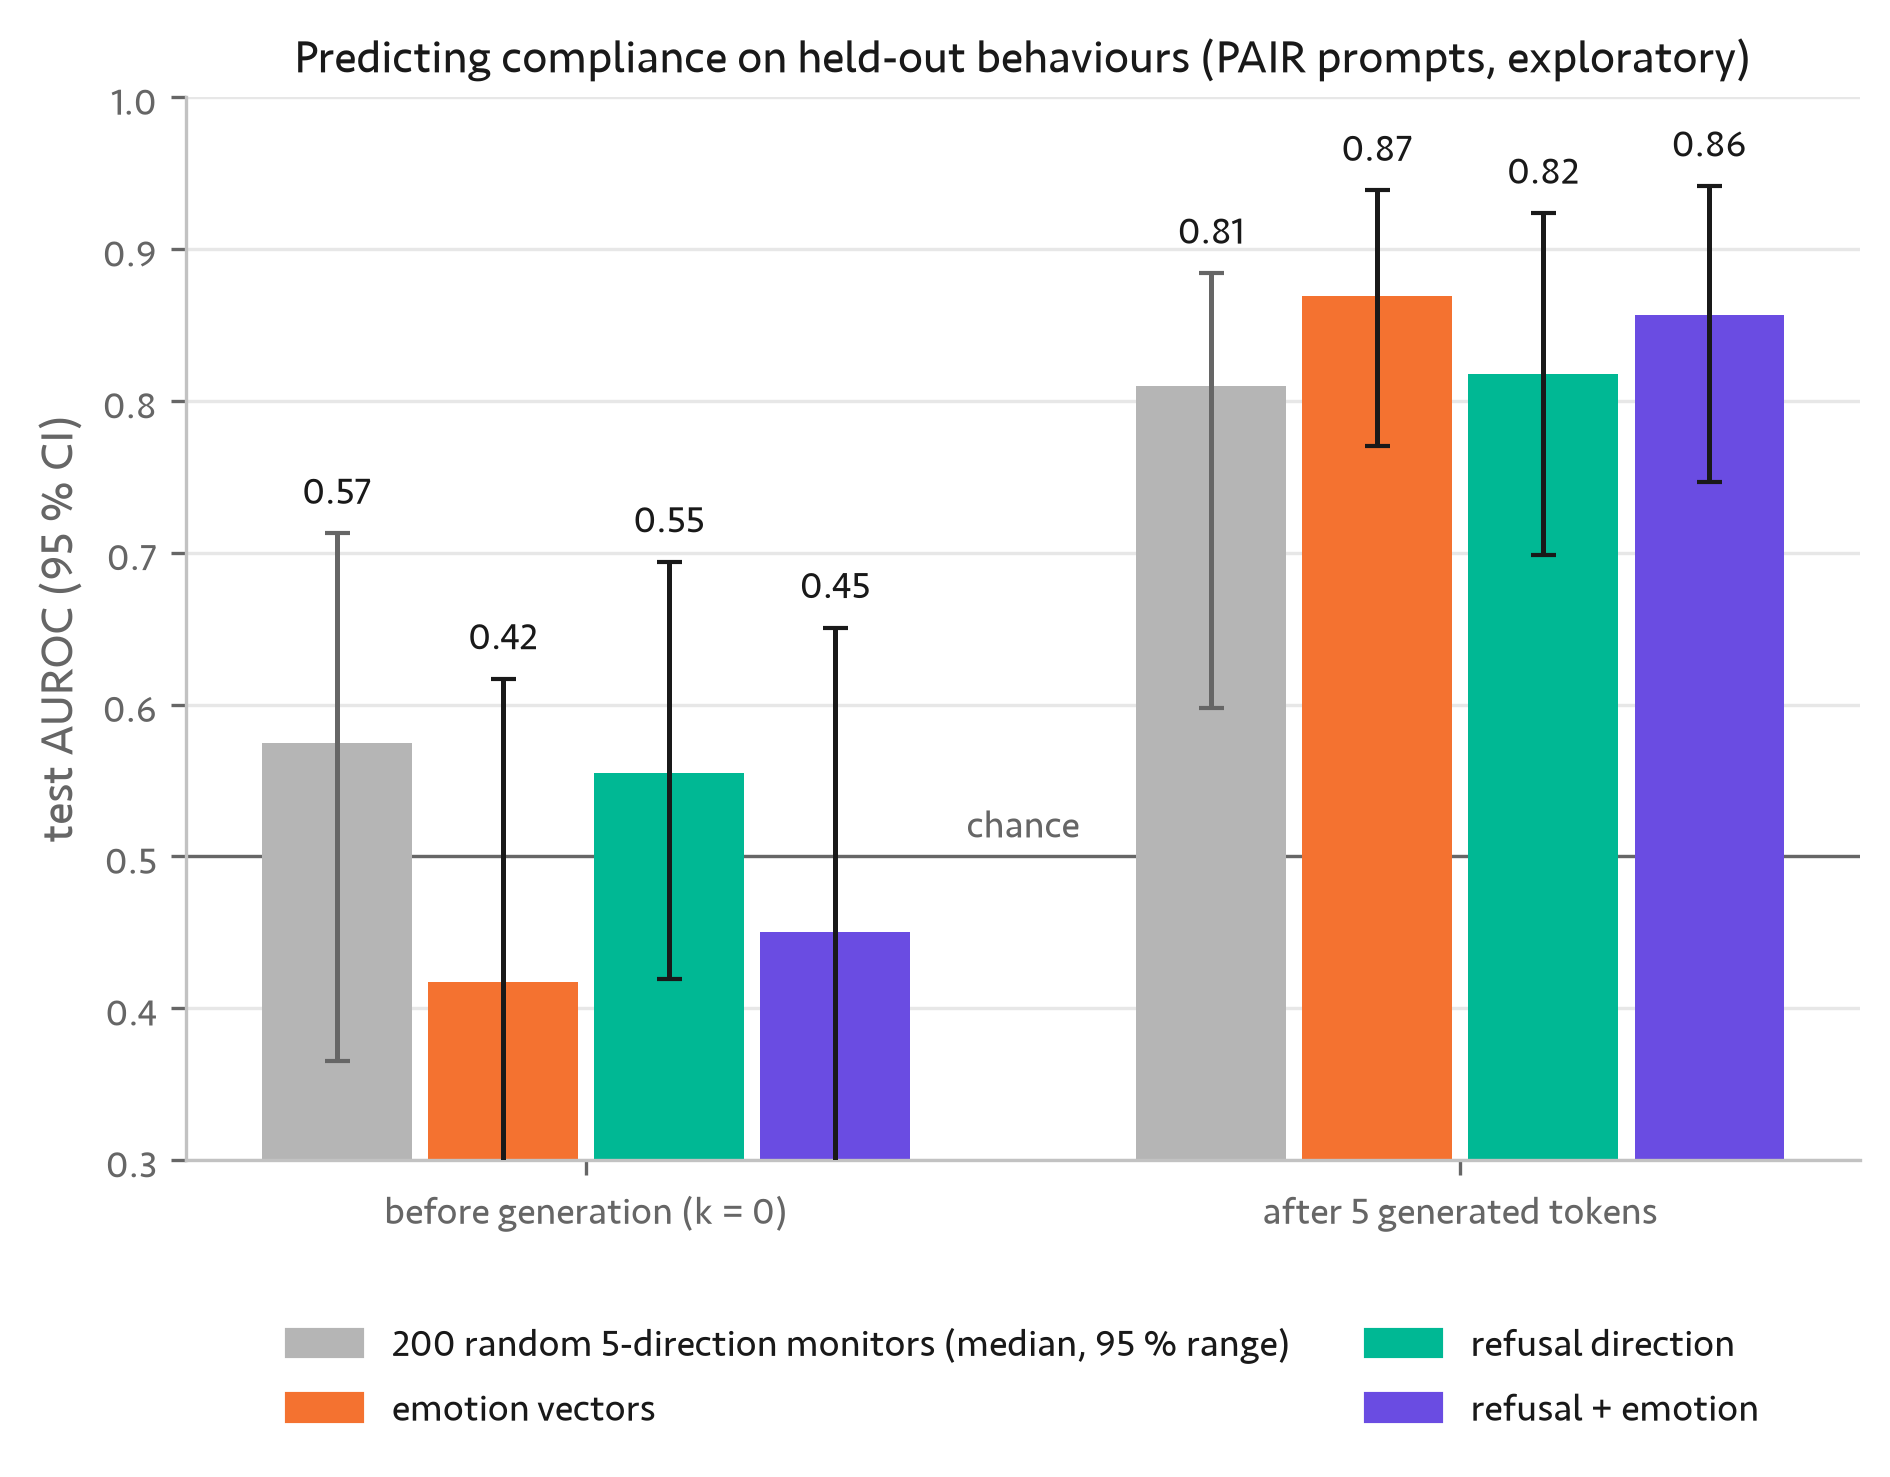 Predicting compliance on held-out behaviours (PAIR prompts, exploratory)
test AUROC (95 % CI)
1.0
0.9
0.8
0.7
0.6
0.5
0.4
0.3
0.57
0.42
0.55
0.45
chance
0.81
0.87
0.82
0.86
before generation (k = 0)
after 5 generated tokens
200 random 5-direction monitors (median, 95 % range)
emotion vectors
refusal direction
refusal + emotion